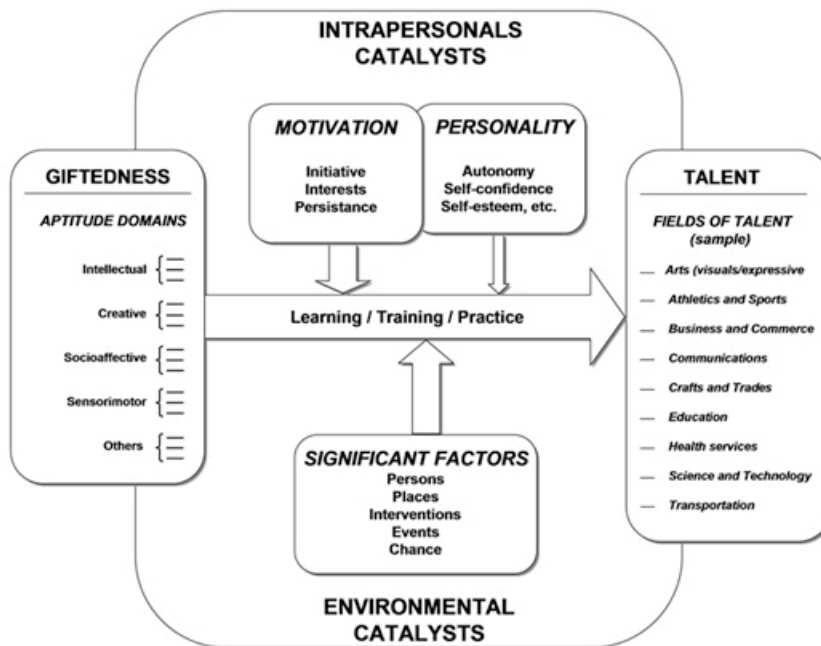 INTRAPERSONALS
CATALYSTS
MOTIVATION
Initiative
Interests
Persistance
PERSONALITY
Autonomy
Self-confidence
Self-esteem, etc.
GIFTEDNESS
APTITUDE DOMAINS
Intellectual
Creative
Socioaffective
Sensorimotor
Others
Learning / Training / Practice
TALENT
FIELDS OF TALENT
(sample)
Arts (visuals/expressive
Athletics and Sports
Business and Commerce
Communications
Crafts and Trades
Education
Health services
Science and Technology
Transportation
SIGNIFICANT FACTORS
Persons
Places
Interventions
Events
Chance
ENVIRONMENTAL
CATALYSTS